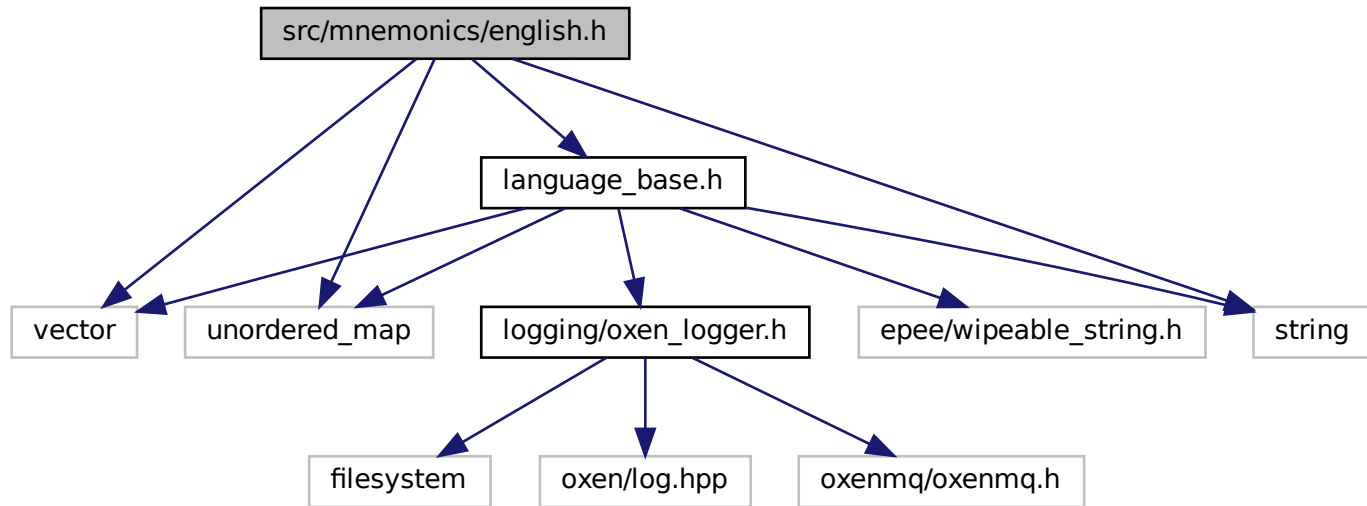 src/mnemonics/english.h
language_base.h
vector
unordered_map
logging/oxen_logger.h
epee/wipeable_string.h
string
filesystem
oxen/log.hpp
oxenmq/oxenmq.h